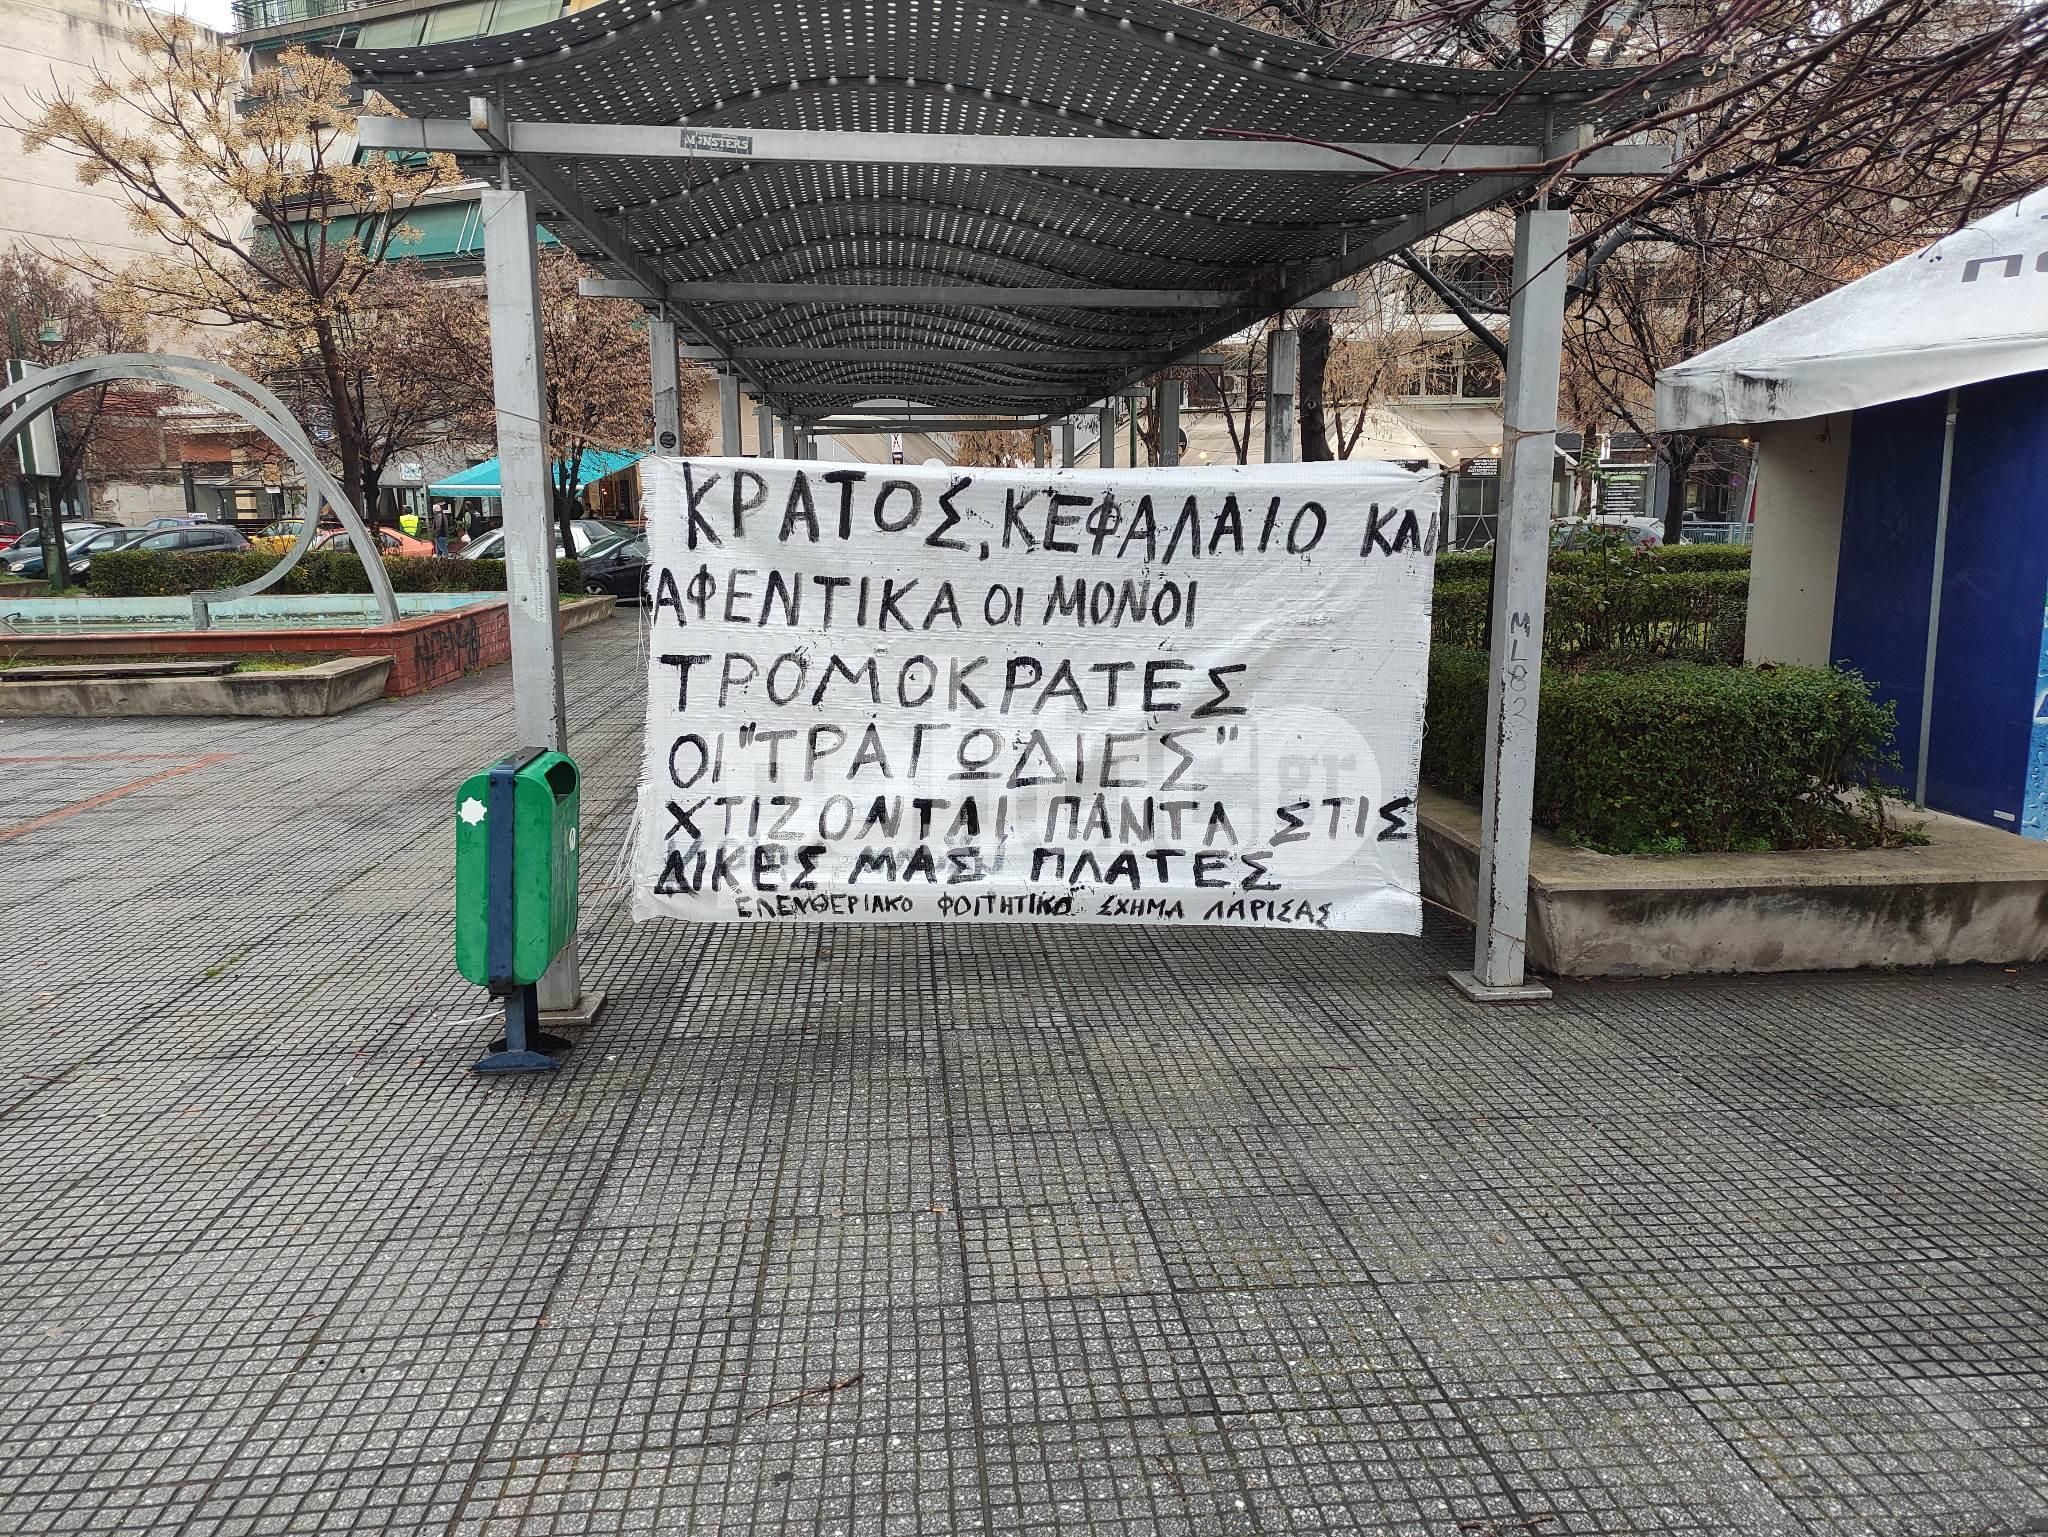 MONSTERS
ΚΡΑΤΟΣ, ΚΕΦΑΛΑΙΟ ΚΑΙ
ΑΦΕΝΤΙΚΑ ΟΙ ΜΟΝΟΙ
ΤΡΟΜΟΚΡΑΤΕΣ
ΟΙ "ΤΡΑΓΩΔΙΕΣ"
ΧΤΙΖΟΝΤΑΙ ΠΑΝΤΑ ΣΤΙΣ
ΔΙΚΕΣ ΜΑΣ ΠΛΑΤΕΣ
ΕΛΕΥΘΕΡΙΑΚΟ ΦΟΙΤΗΤΙΚΟ ΣΧΗΜΑ ΛΑΡΙΣΑΣ